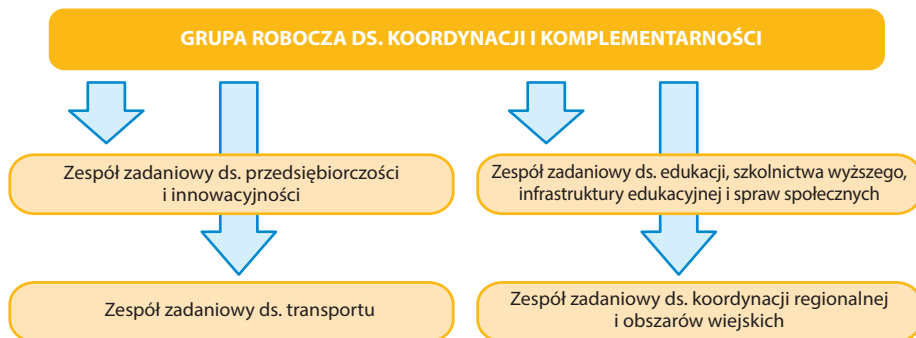 GRUPA ROBOCZA DS. KOORDYNACJI I KOMPLEMENTARNOŚCI
Zespół zadaniowy ds. przedsiębiorczości
i innowacyjności
Zespół zadaniowy ds. edukacji, szkolnictwa wyższego,
infrastruktury edukacyjnej i spraw społecznych
Zespół zadaniowy ds. transportu
Zespół zadaniowy ds. koordynacji regionalnej
i obszarów wiejskich